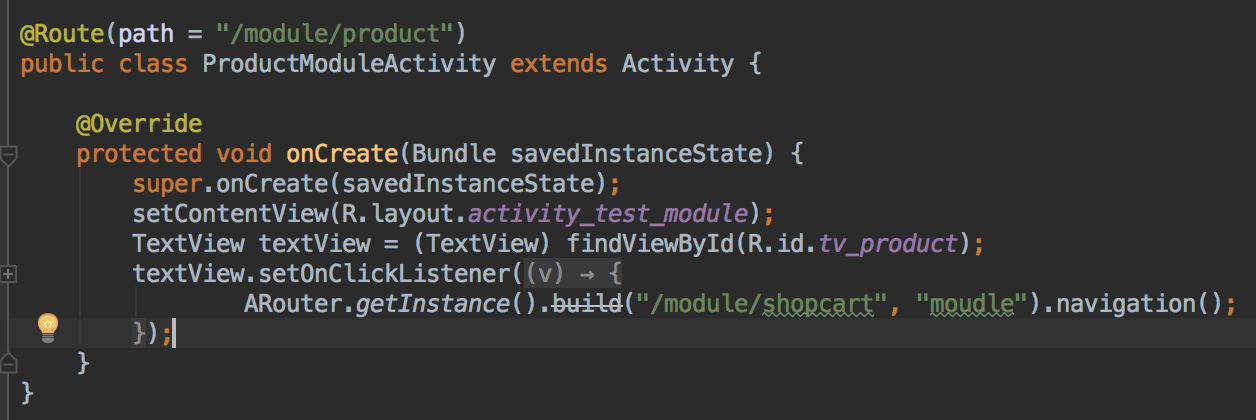 @Route(path = "/module/product")
public class ProductModuleActivity extends Activity {
@Override
protected void onCreate(Bundle savedInstanceState) {
super.onCreate(savedInstanceState);
setContentView(R.layout.activity_test_module);
TextView textView = (TextView) findViewById(R.id.tv_product);
textView.setOnClickListener((v) → {
ARouter.getInstance().build("/module/shopcart", "moudle").navigation();
});
}
}